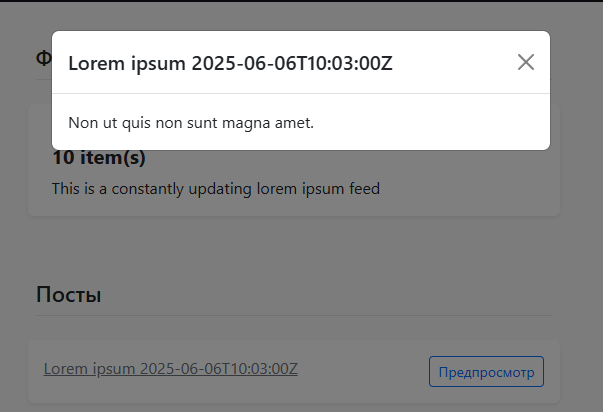 Lorem ipsum 2025-06-06T10:03:00Z
Non ut quis non sunt magna amet.
10 item(s)
This is a constantly updating lorem ipsum feed
Посты
Lorem ipsum 2025-06-06T10:03:00Z
Предпросмотр